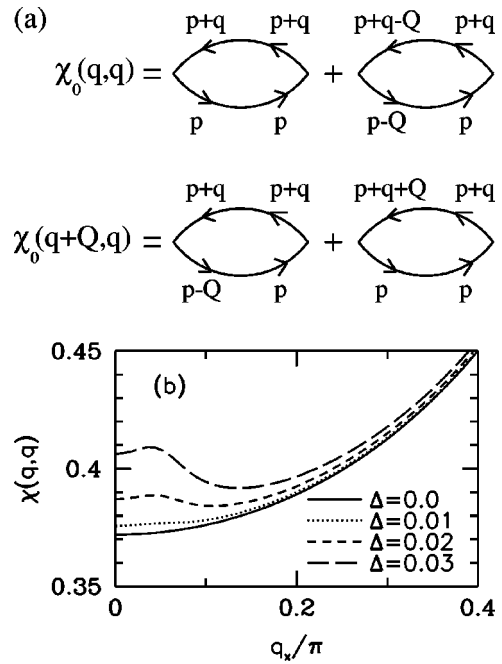 (a)
p+q p+q p+q-Q p+q
χ₀(q,q) = +
p p p-Q p
p+q p+q p+q+Q p+q
χ₀(q+Q,q) = +
p-Q p p p
0.45
(b)
χ(q,q)
0.4
Δ=0.0
Δ=0.01
Δ=0.02
Δ=0.03
0.35
0 0.2 0.4
qₓ/π